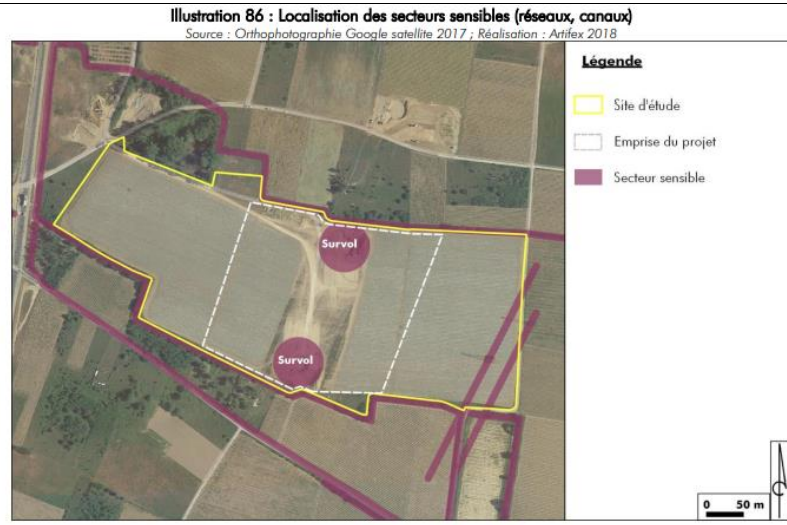 Illustration 86 : Localisation des secteurs sensibles (réseaux, canaux)
Source : Orthophotographie Google satellite 2017 ; Réalisation : Artifex 2018
Légende
Site d'étude
Emprise du projet
Secteur sensible
Survol
Survol
0 50 m